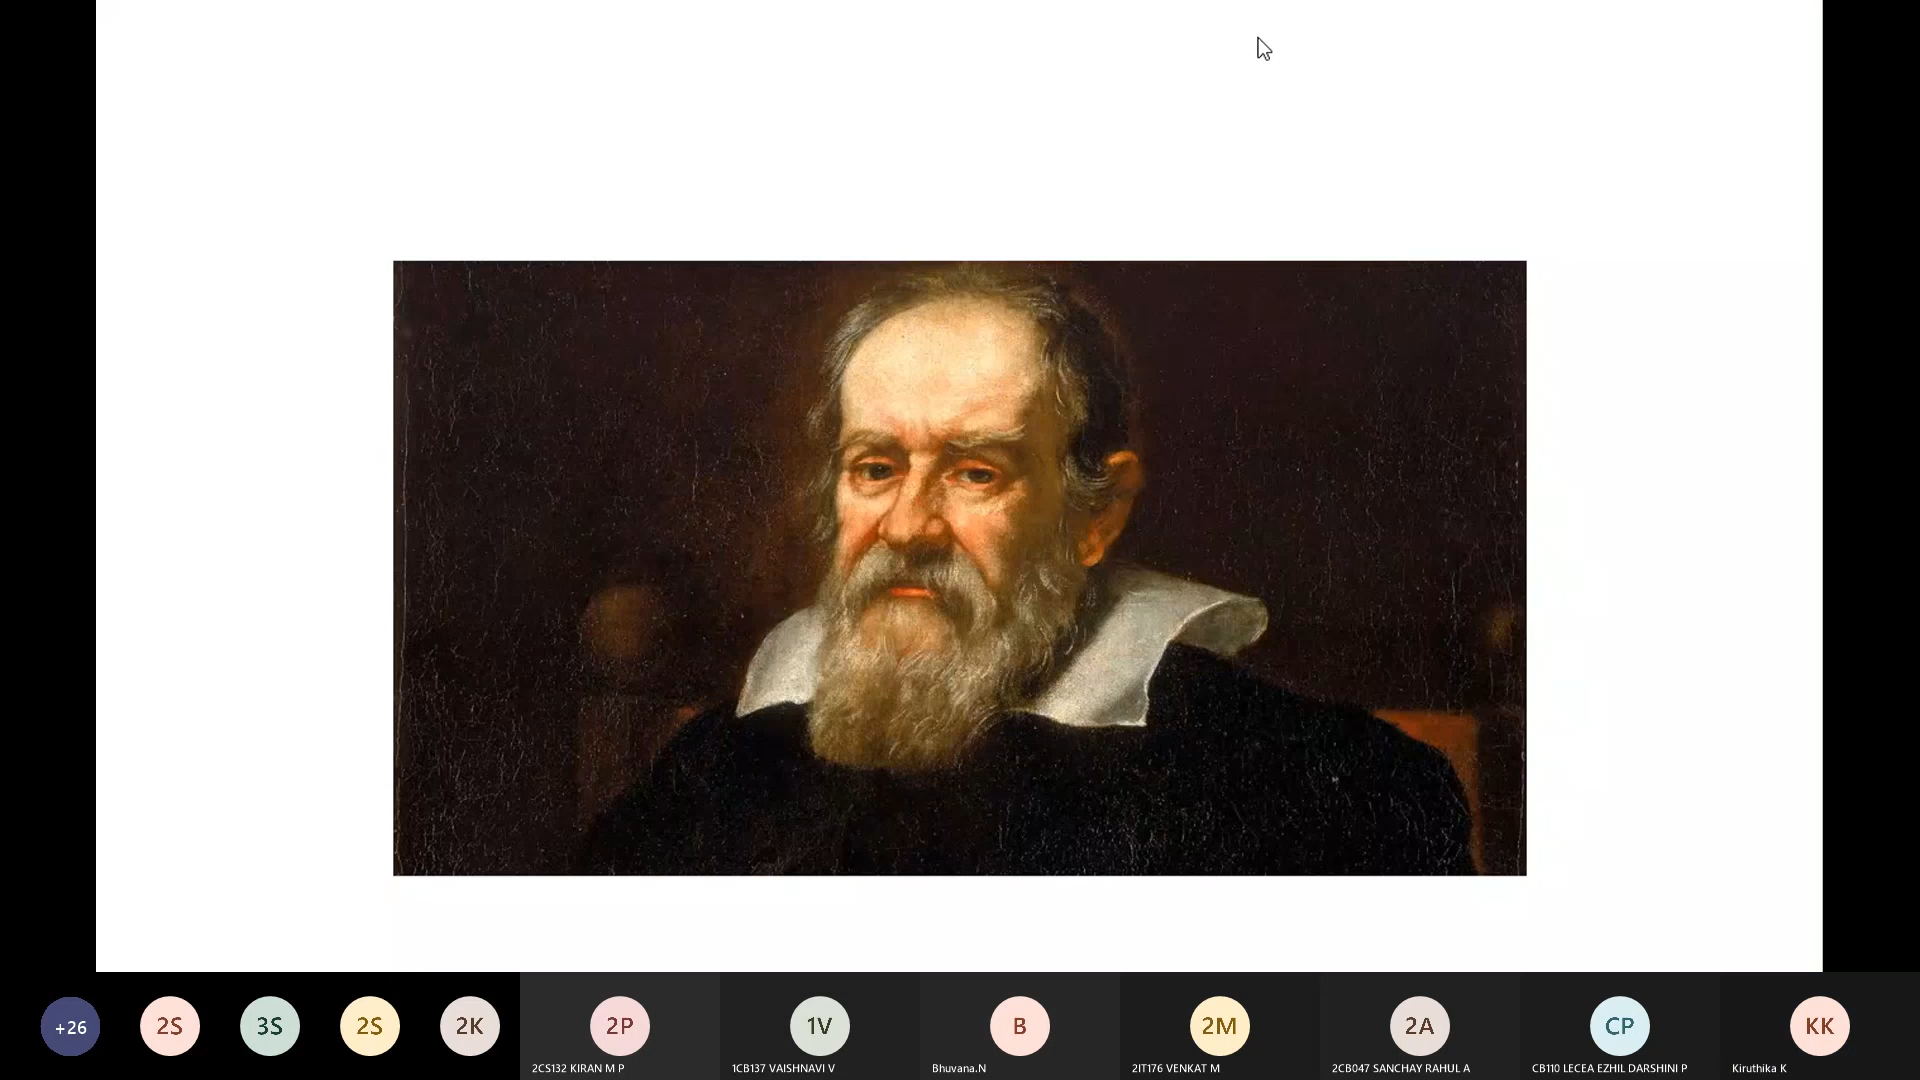 +26
2S
3S
2S
2K
2P
1V
B
2M
2A
CP
KK
2CS132 KIRAN M P
1CB137 VAISHNAVI V
Bhuvana.N
2IT176 VENKAT M
2CB047 SANCHAY RAHUL A
CB110 LECEA EZHIL DARSHINI P
Kiruthika K